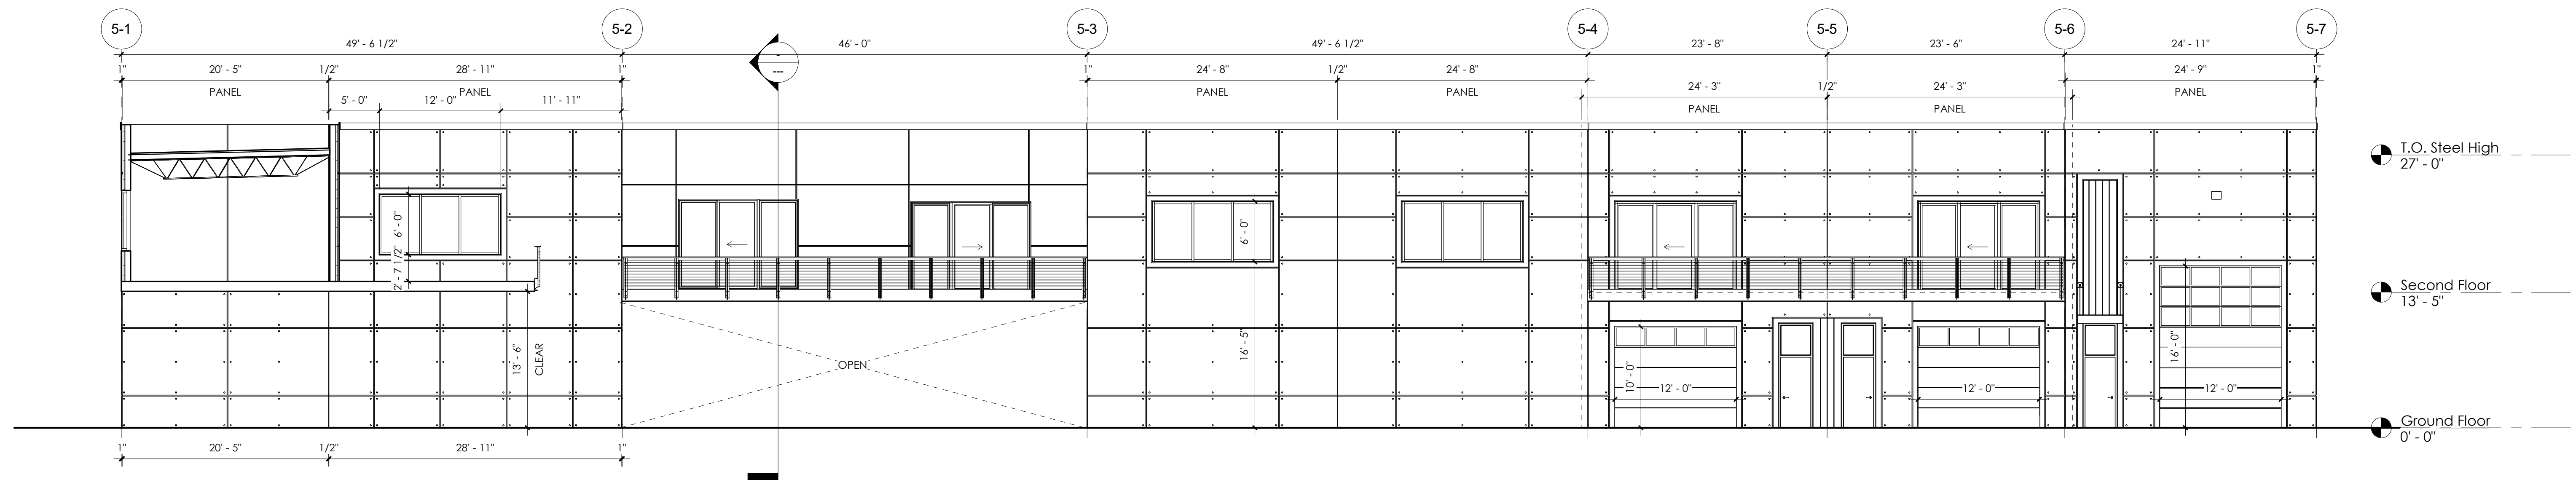 5-1 5-2 5-3 5-4 5-5 5-6 5-7
49' - 6 1/2" - 46' - 0" 49' - 6 1/2" 23' - 8" 23' - 6" 24' - 11"
1" 20' - 5" 1/2" 28' - 11" 1" --- 1" 24' - 8" 1/2" 24' - 8" 24' - 9" 1"
PANEL PANEL PANEL PANEL 24' - 3" 1/2" 24' - 3" PANEL
5' - 0" 12' - 0" 11' - 11" PANEL PANEL
T.O. Steel High
27' - 0"
6' - 0"
6' - 0"
2' - 7 1/2"
Second Floor
13' - 5"
13' - 6"
CLEAR
OPEN
16' - 5"
10' - 0"
12' - 0"
12' - 0"
16' - 0"
12' - 0"
Ground Floor
0' - 0"
1" 20' - 5" 1/2" 28' - 11" 1"